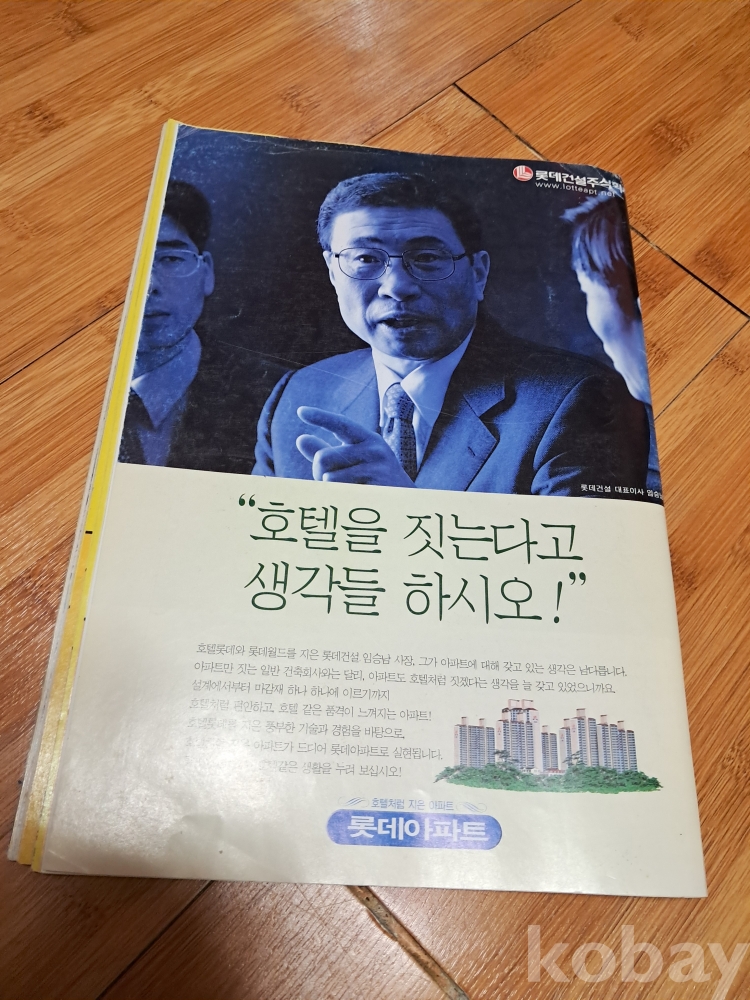 롯데건설주식회
www.lotteapt.net
롯데건설 대표이사 임승남
“호텔을 짓는다고
생각들 하시오!”
호텔롯데와 롯데월드를 지은 롯데건설 임승남 사장, 그가 아파트에 대해 갖고 있는 생각은 남다릅니다.
아파트만 짓는 일반 건축회사와는 달리, 아파트도 호텔처럼 짓겠다는 생각을 늘 갖고 있었으니까요.
설계에서부터 마감재 하나 하나에 이르기까지
호텔처럼 편안하고, 호텔 같은 품격이 느껴지는 아파트!
호텔롯데를 지은 풍부한 기술과 경험을 바탕으로,
아파트가 드디어 롯데아파트로 실현됩니다.
같은 생활을 누려 보십시오!
호텔처럼 지은 아파트
롯데아파트
kobay